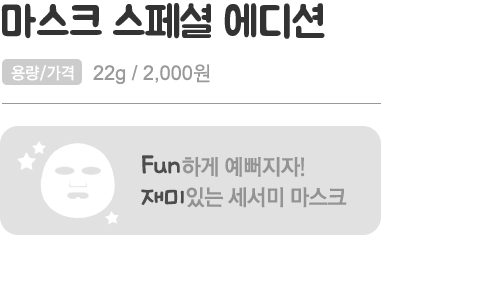 마스크 스페셜 에디션
용량/가격 22g / 2,000원
Fun하게 예뻐지자!
재미있는 세서미 마스크